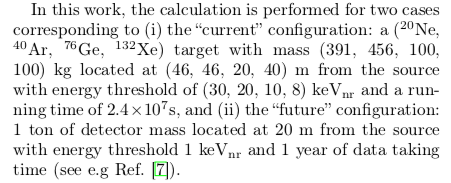 In this work, the calculation is performed for two cases
corresponding to (i) the “current” configuration: a (²⁰Ne,
⁴⁰Ar, ⁷⁶Ge, ¹³²Xe) target with mass (391, 456, 100,
100) kg located at (46, 46, 20, 40) m from the source
with energy threshold of (30, 20, 10, 8) keVₙᵣ and a run-
ning time of 2.4×10⁷s, and (ii) the “future” configuration:
1 ton of detector mass located at 20 m from the source
with energy threshold 1 keVₙᵣ and 1 year of data taking
time (see e.g Ref. [7]).